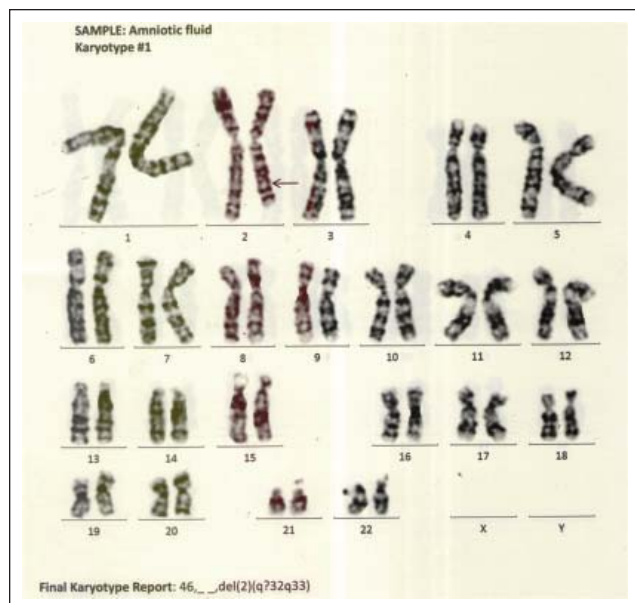 SAMPLE: Amniotic fluid
Karyotype #1
1 2 3 4 5
6 7 8 9 10 11 12
13 14 15 16 17 18
19 20 21 22 X Y
Final Karyotype Report: 46,_ _,del(2)(q?32q33)